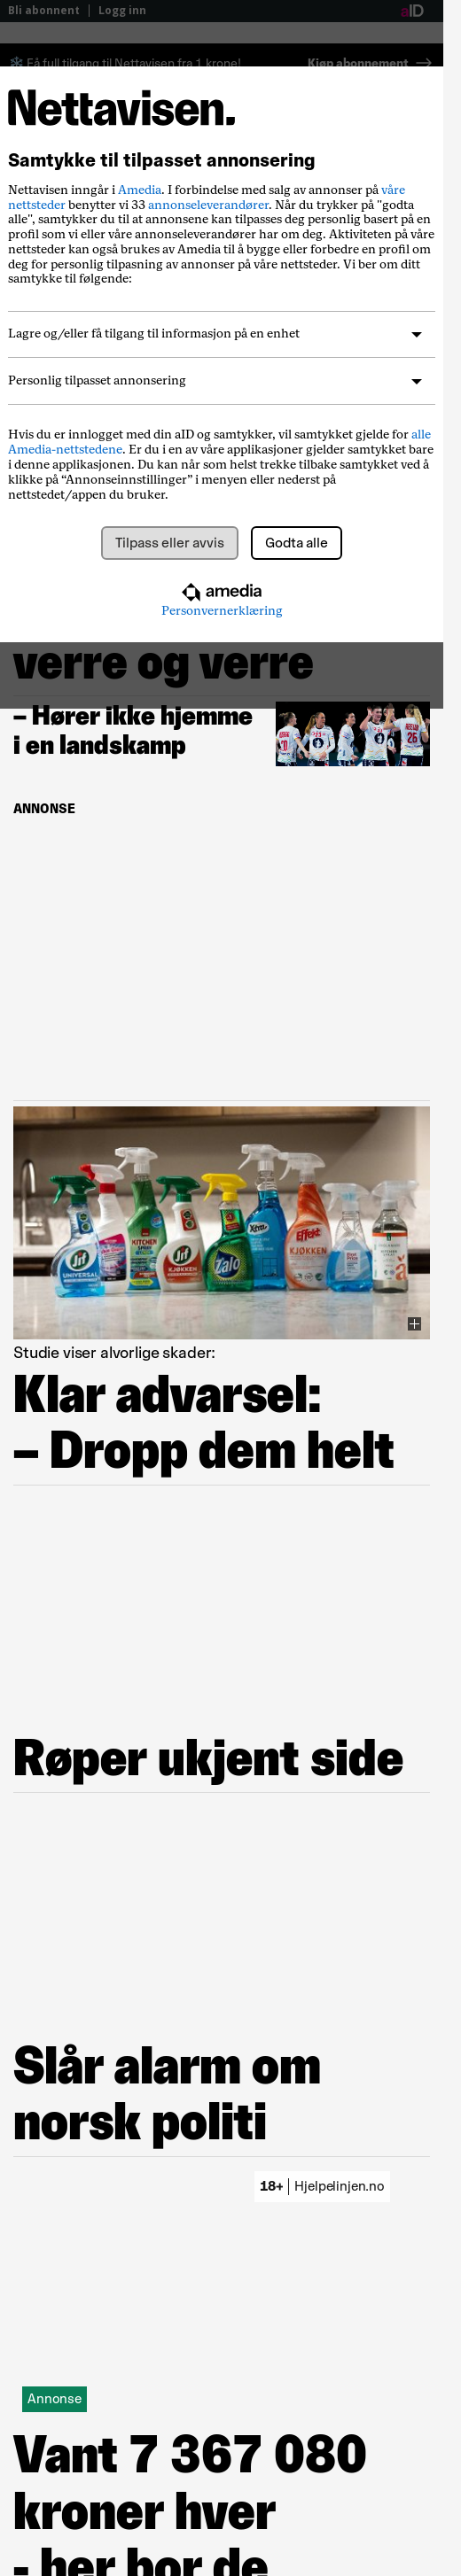 Bli abonnent | Logg inn
aID
Få full tilgang til Nettavisen fra 1 krone!
Kjøp abonnement →
Nettavisen.
Samtykke til tilpasset annonsering
Nettavisen inngår i Amedia. I forbindelse med salg av annonser på våre
nettsteder benytter vi 33 annonseleverandører. Når du trykker på "godta
alle", samtykker du til at annonsene kan tilpasses deg personlig basert på en
profil som vi eller våre annonseleverandører har om deg. Aktiviteten på våre
nettsteder kan også brukes av Amedia til å bygge eller forbedre en profil om
deg for personlig tilpasning av annonser på våre nettsteder. Vi ber om ditt
samtykke til følgende:
Lagre og/eller få tilgang til informasjon på en enhet
Personlig tilpasset annonsering
Hvis du er innlogget med din aID og samtykker, vil samtykket gjelde for alle
Amedia-nettstedene. Er du i en av våre applikasjoner gjelder samtykket bare
i denne applikasjonen. Du kan når som helst trekke tilbake samtykket ved å
klikke på “Annonseinnstillinger” i menyen eller nederst på
nettstedet/appen du bruker.
Tilpass eller avvis
Godta alle
amedia
Personvernerklæring
verre og verre
– Hører ikke hjemme
i en landskamp
ANNONSE
UNIVERSAL
KITCHEN
Jif
KJØKKEN
Zalo
Xtra
Effekt
KJØKKEN
Studie viser alvorlige skader:
Klar advarsel:
– Dropp dem helt
Røper ukjent side
Slår alarm om
norsk politi
18+ | Hjelpelinjen.no
Annonse
Vant 7 367 080
kroner hver
- her bor de